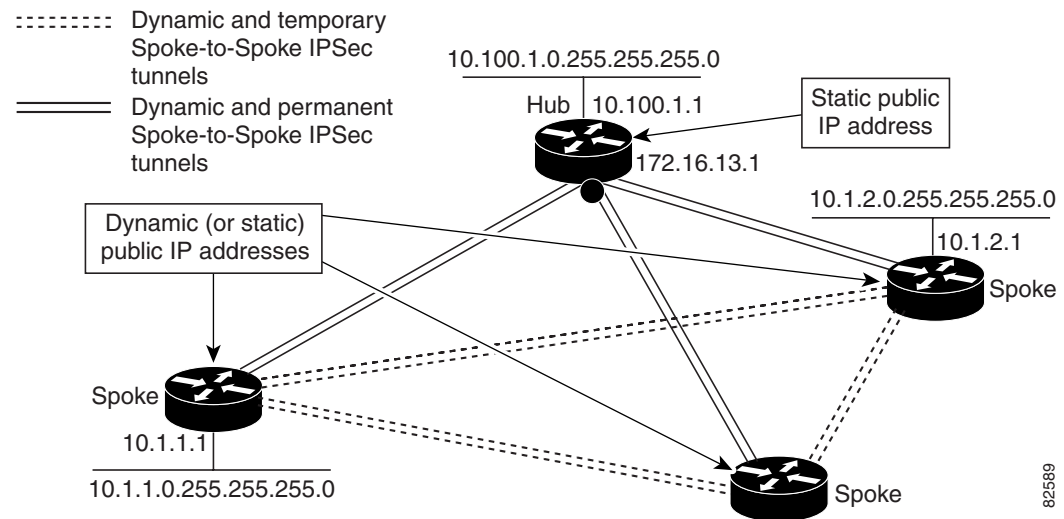 Dynamic and temporary
Spoke-to-Spoke IPSec
tunnels
Dynamic and permanent
Spoke-to-Spoke IPSec
tunnels
10.100.1.0.255.255.255.0
Hub 10.100.1.1
Static public
IP address
172.16.13.1
10.1.2.0.255.255.255.0
10.1.2.1
Dynamic (or static)
public IP addresses
Spoke
Spoke
10.1.1.1
10.1.1.0.255.255.255.0
Spoke
82589